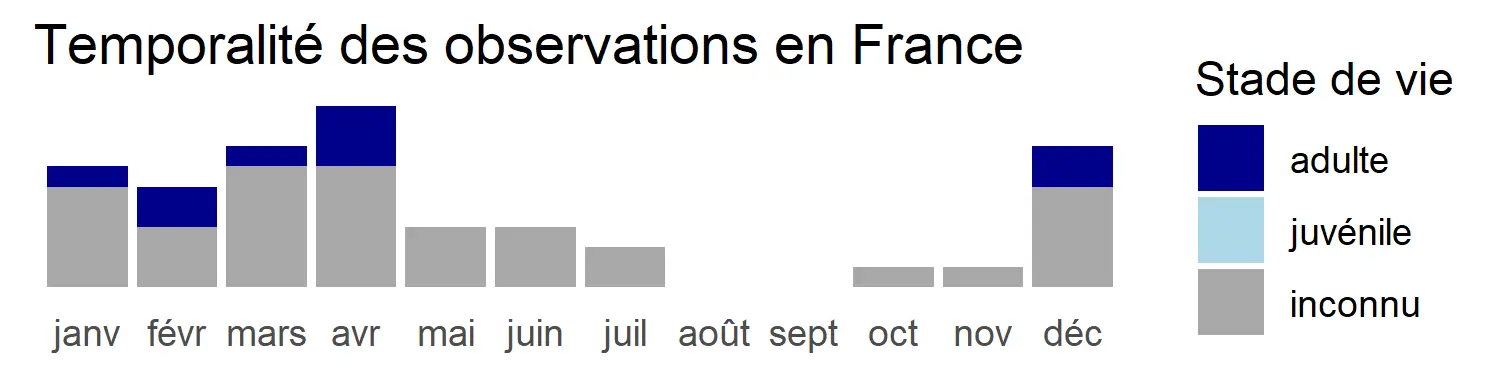 Temporalité des observations en France
Stade de vie
adulte
juvénile
inconnu
janv févr mars avr mai juin juil août sept oct nov déc